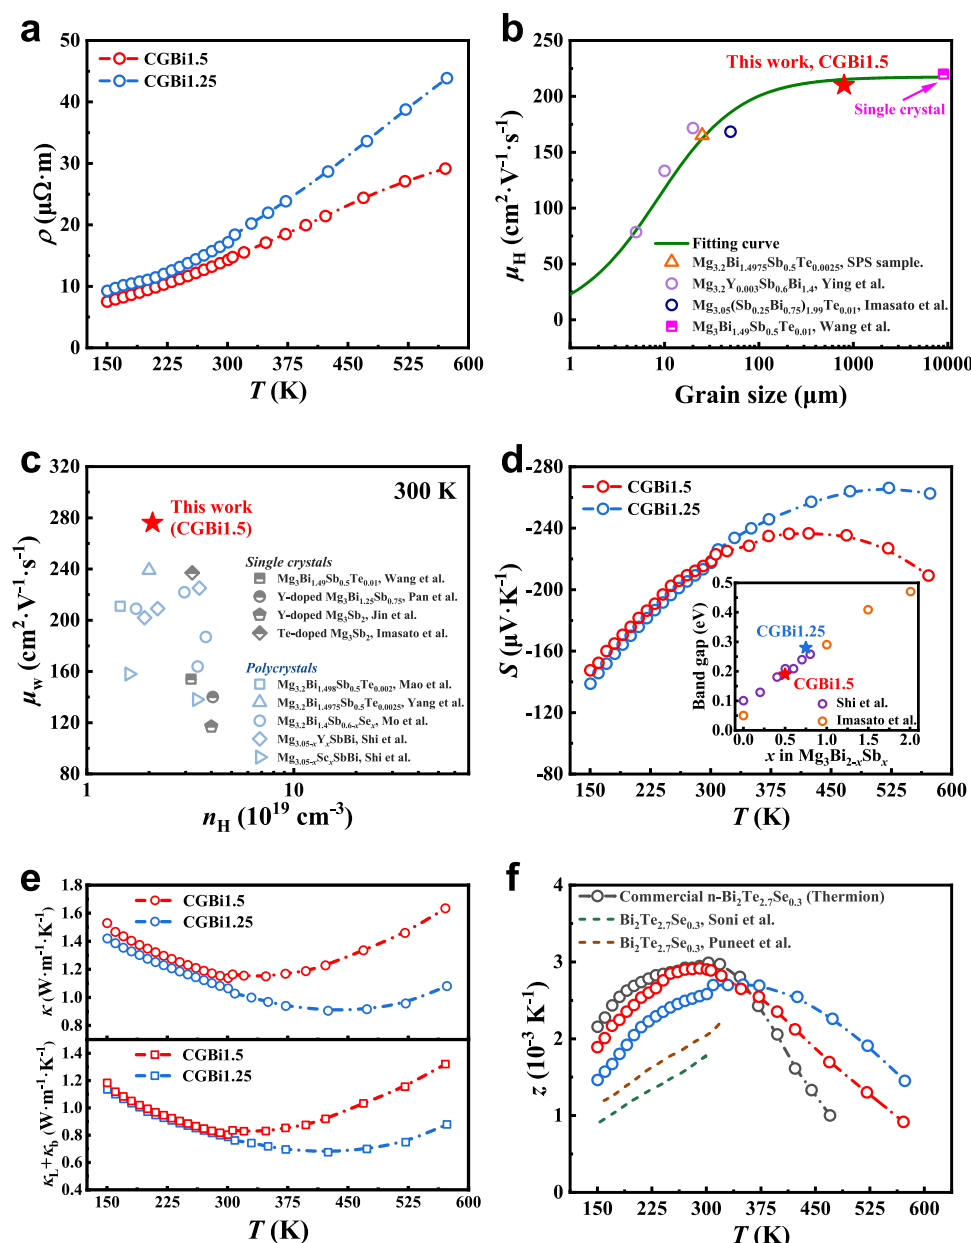 a
50
40
30
20
10
0
ρ (μΩ·m)
CGBi1.5
CGBi1.25
150 225 300 375 450 525 600
T (K)
b
250
200
150
100
50
0
μH (cm²·V⁻¹·s⁻¹)
This work, CGBi1.5
Single crystal
Fitting curve
Mg3.2Bi1.4975Sb0.5Te0.0025, SPS sample.
Mg3.2Y0.003Sb0.6Bi1.4, Ying et al.
Mg3.05(Sb0.25Bi0.75)1.99Te0.01, Imasato et al.
Mg3Bi1.49Sb0.5Te0.01, Wang et al.
1 10 100 1000 10000
Grain size (μm)
c
320
280
240
200
160
120
80
μw (cm²·V⁻¹·s⁻¹)
300 K
This work
(CGBi1.5)
Single crystals
Mg3Bi1.49Sb0.5Te0.01, Wang et al.
Y-doped Mg3Bi1.25Sb0.75, Pan et al.
Y-doped Mg3Sb2, Jin et al.
Te-doped Mg3Sb2, Imasato et al.
Polycrystals
Mg3.2Bi1.498Sb0.5Te0.002, Mao et al.
Mg3.2Bi1.4975Sb0.5Te0.0025, Yang et al.
Mg3.2Bi1.4Sb0.6-xSex, Mo et al.
Mg3.05-xYxSbBi, Shi et al.
Mg3.05-xScxSbBi, Shi et al.
1 10
nH (10¹⁹ cm⁻³)
d
-280
-240
-200
-160
-120
-80
S (μV·K⁻¹)
CGBi1.5
CGBi1.25
0.5
0.4
0.3
0.2
0.1
0.0
Band gap (eV)
CGBi1.25
CGBi1.5
Shi et al.
Imasato et al.
0.0 0.5 1.0 1.5 2.0
x in Mg3Bi2-xSbx
150 225 300 375 450 525 600
T (K)
e
1.8
1.6
1.4
1.2
1.0
0.8
κ (W·m⁻¹·K⁻¹)
CGBi1.5
CGBi1.25
1.4
1.2
1.0
0.8
0.6
0.4
κL+κb (W·m⁻¹·K⁻¹)
CGBi1.5
CGBi1.25
150 225 300 375 450 525 600
T (K)
f
4
3
2
1
0
z (10⁻³ K⁻¹)
Commercial n-Bi2Te2.7Se0.3 (Thermion)
Bi2Te2.7Se0.3, Soni et al.
Bi2Te2.7Se0.3, Puneet et al.
150 225 300 375 450 525 600
T (K)